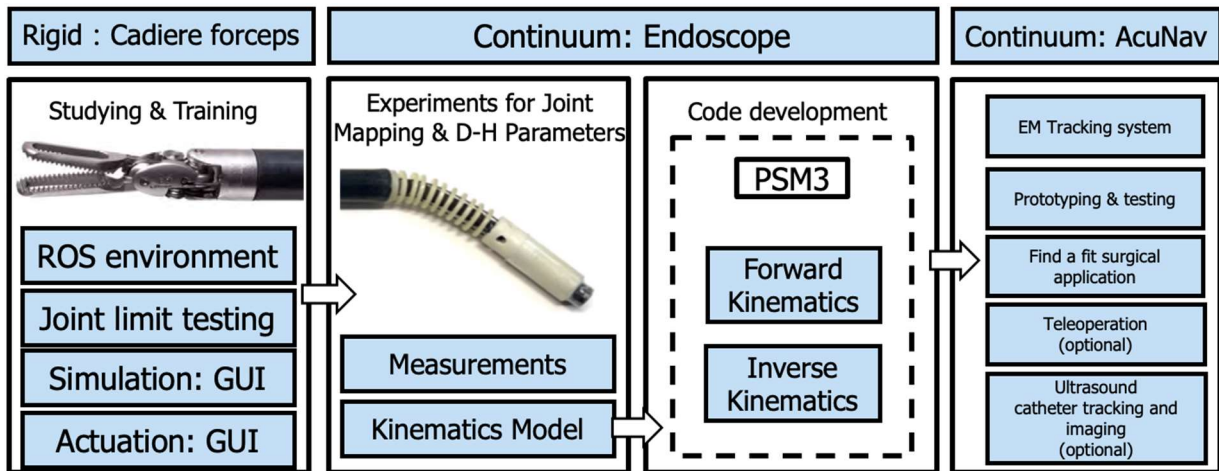 Rigid : Cadiere forceps
Continuum: Endoscope
Continuum: AcuNav
Studying & Training
ROS environment
Joint limit testing
Simulation: GUI
Actuation: GUI
Experiments for Joint
Mapping & D-H Parameters
Measurements
Kinematics Model
Code development
PSM3
Forward
Kinematics
Inverse
Kinematics
EM Tracking system
Prototyping & testing
Find a fit surgical
application
Teleoperation
(optional)
Ultrasound
catheter tracking and
imaging
(optional)